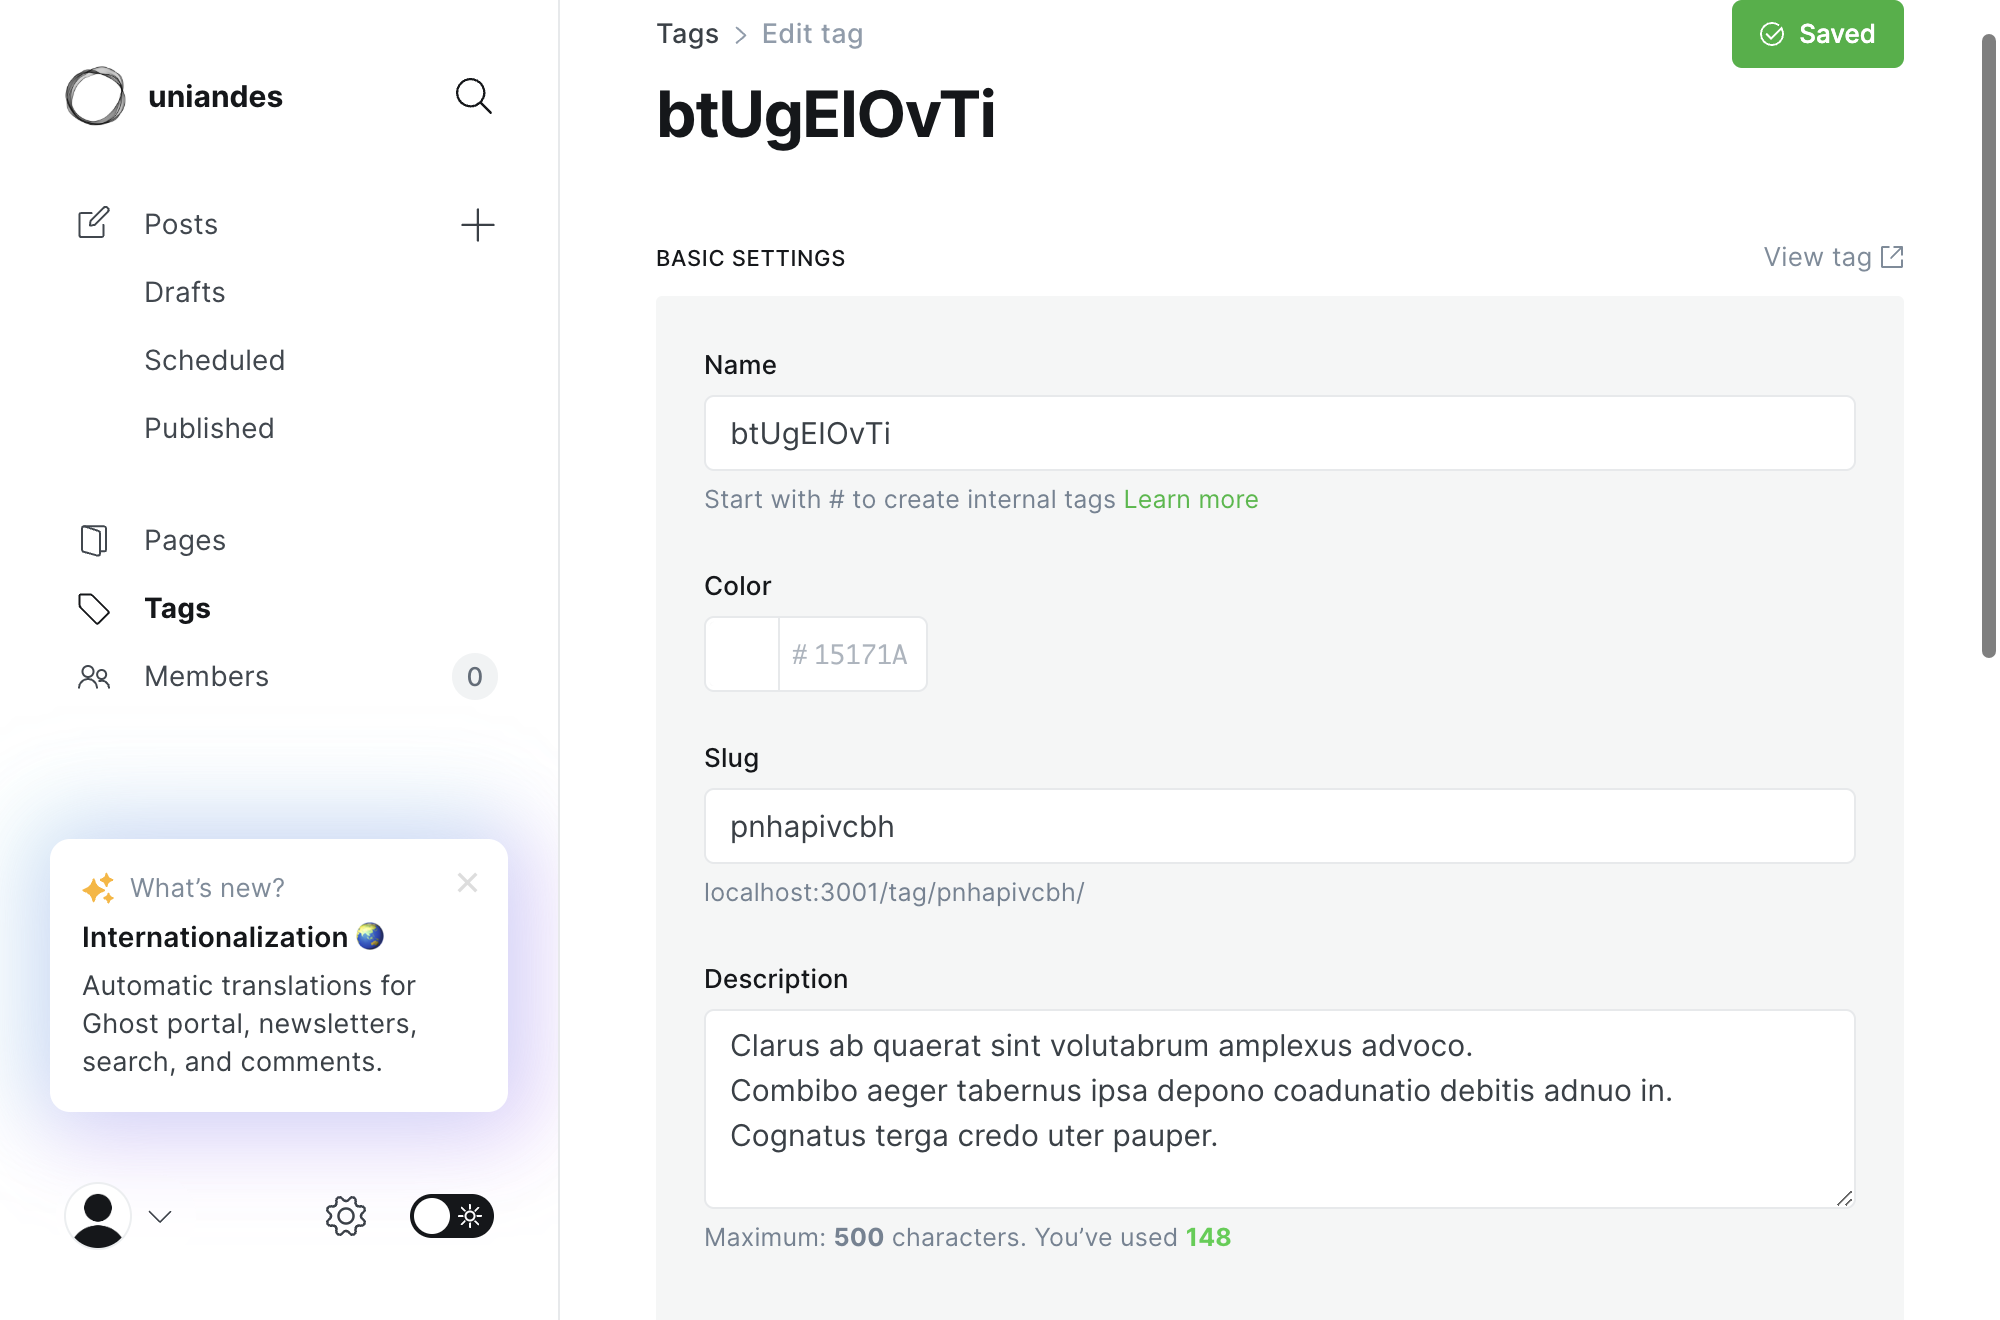 uniandes
Posts
Drafts
Scheduled
Published
Pages
Tags
Members
0
What's new?
Internationalization
Automatic translations for
Ghost portal, newsletters,
search, and comments.
Tags > Edit tag
Saved
btUgEIOvTi
BASIC SETTINGS
View tag
Name
btUgEIOvTi
Start with # to create internal tags Learn more
Color
# 15171A
Slug
pnhapivcbh
localhost:3001/tag/pnhapivcbh/
Description
Clarus ab quaerat sint volutabrum amplexus advoco.
Combibo aeger tabernus ipsa depono coadunatio debitis adnuo in.
Cognatus terga credo uter pauper.
Maximum: 500 characters. You've used 148